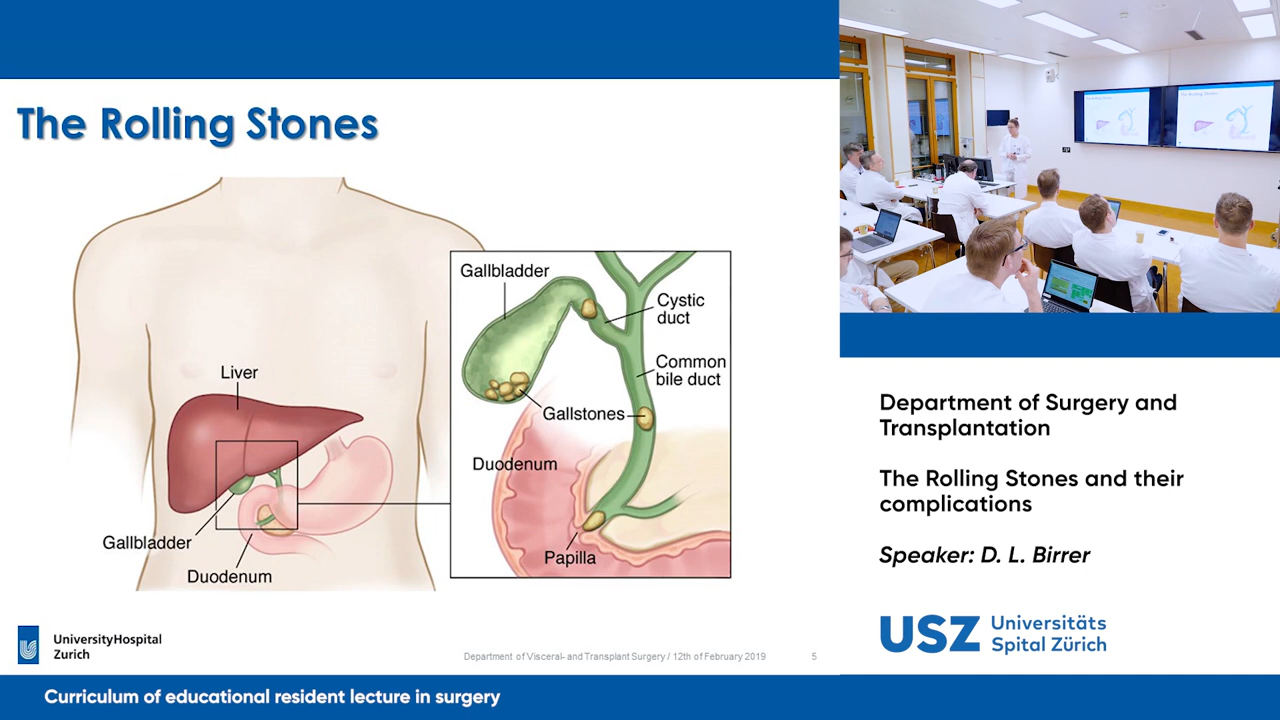 The Rolling Stones
Liver
Gallbladder
Duodenum
Gallbladder
Cystic
duct
Common
bile duct
Gallstones
Duodenum
Papilla
UniversityHospital
Zurich
Department of Visceral- and Transplant Surgery / 12th of February 2019
5
Department of Surgery and
Transplantation
The Rolling Stones and their
complications
Speaker: D. L. Birrer
USZ Universitäts
Spital Zürich
Curriculum of educational resident lecture in surgery